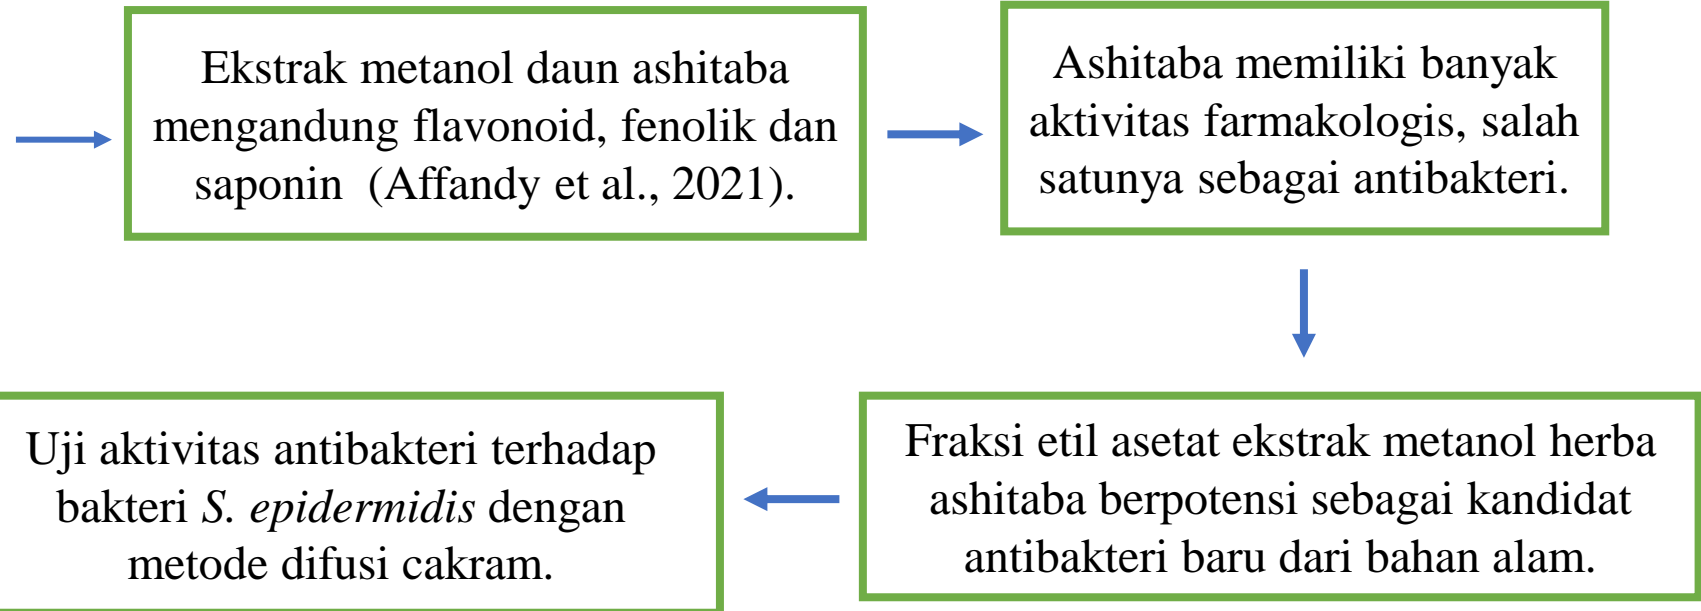 Ekstrak metanol daun ashitaba
mengandung flavonoid, fenolik dan
saponin (Affandy et al., 2021).
Ashitaba memiliki banyak
aktivitas farmakologis, salah
satunya sebagai antibakteri.
Fraksi etil asetat ekstrak metanol herba
ashitaba berpotensi sebagai kandidat
antibakteri baru dari bahan alam.
Uji aktivitas antibakteri terhadap
bakteri S. epidermidis dengan
metode difusi cakram.